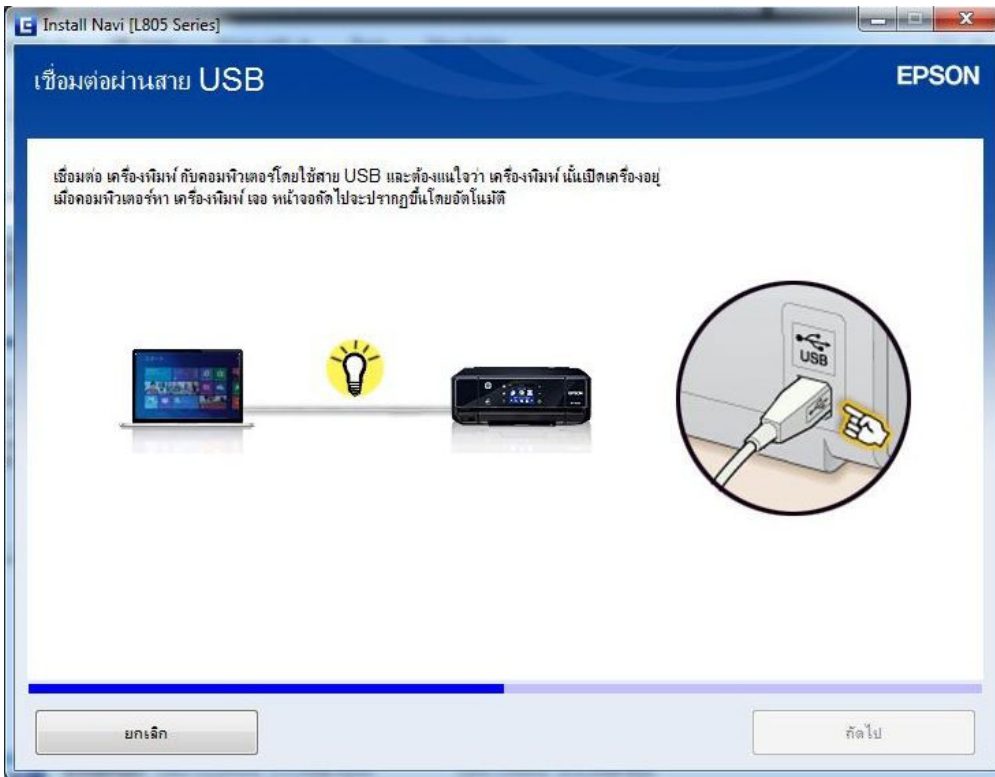 Install Navi [L805 Series]
เชื่อมต่อผ่านสาย USB
EPSON
เชื่อมต่อ เครื่องพิมพ์ กับคอมพิวเตอร์โดยใช้สาย USB และต้องแน่ใจว่า เครื่องพิมพ์ นั้นเปิดเครื่องอยู่
เมื่อคอมพิวเตอร์หา เครื่องพิมพ์ เจอ หน้าจอถัดไปจะปรากฏขึ้นโดยอัตโนมัติ
USB
EPSON
ยกเลิก
ถัดไป